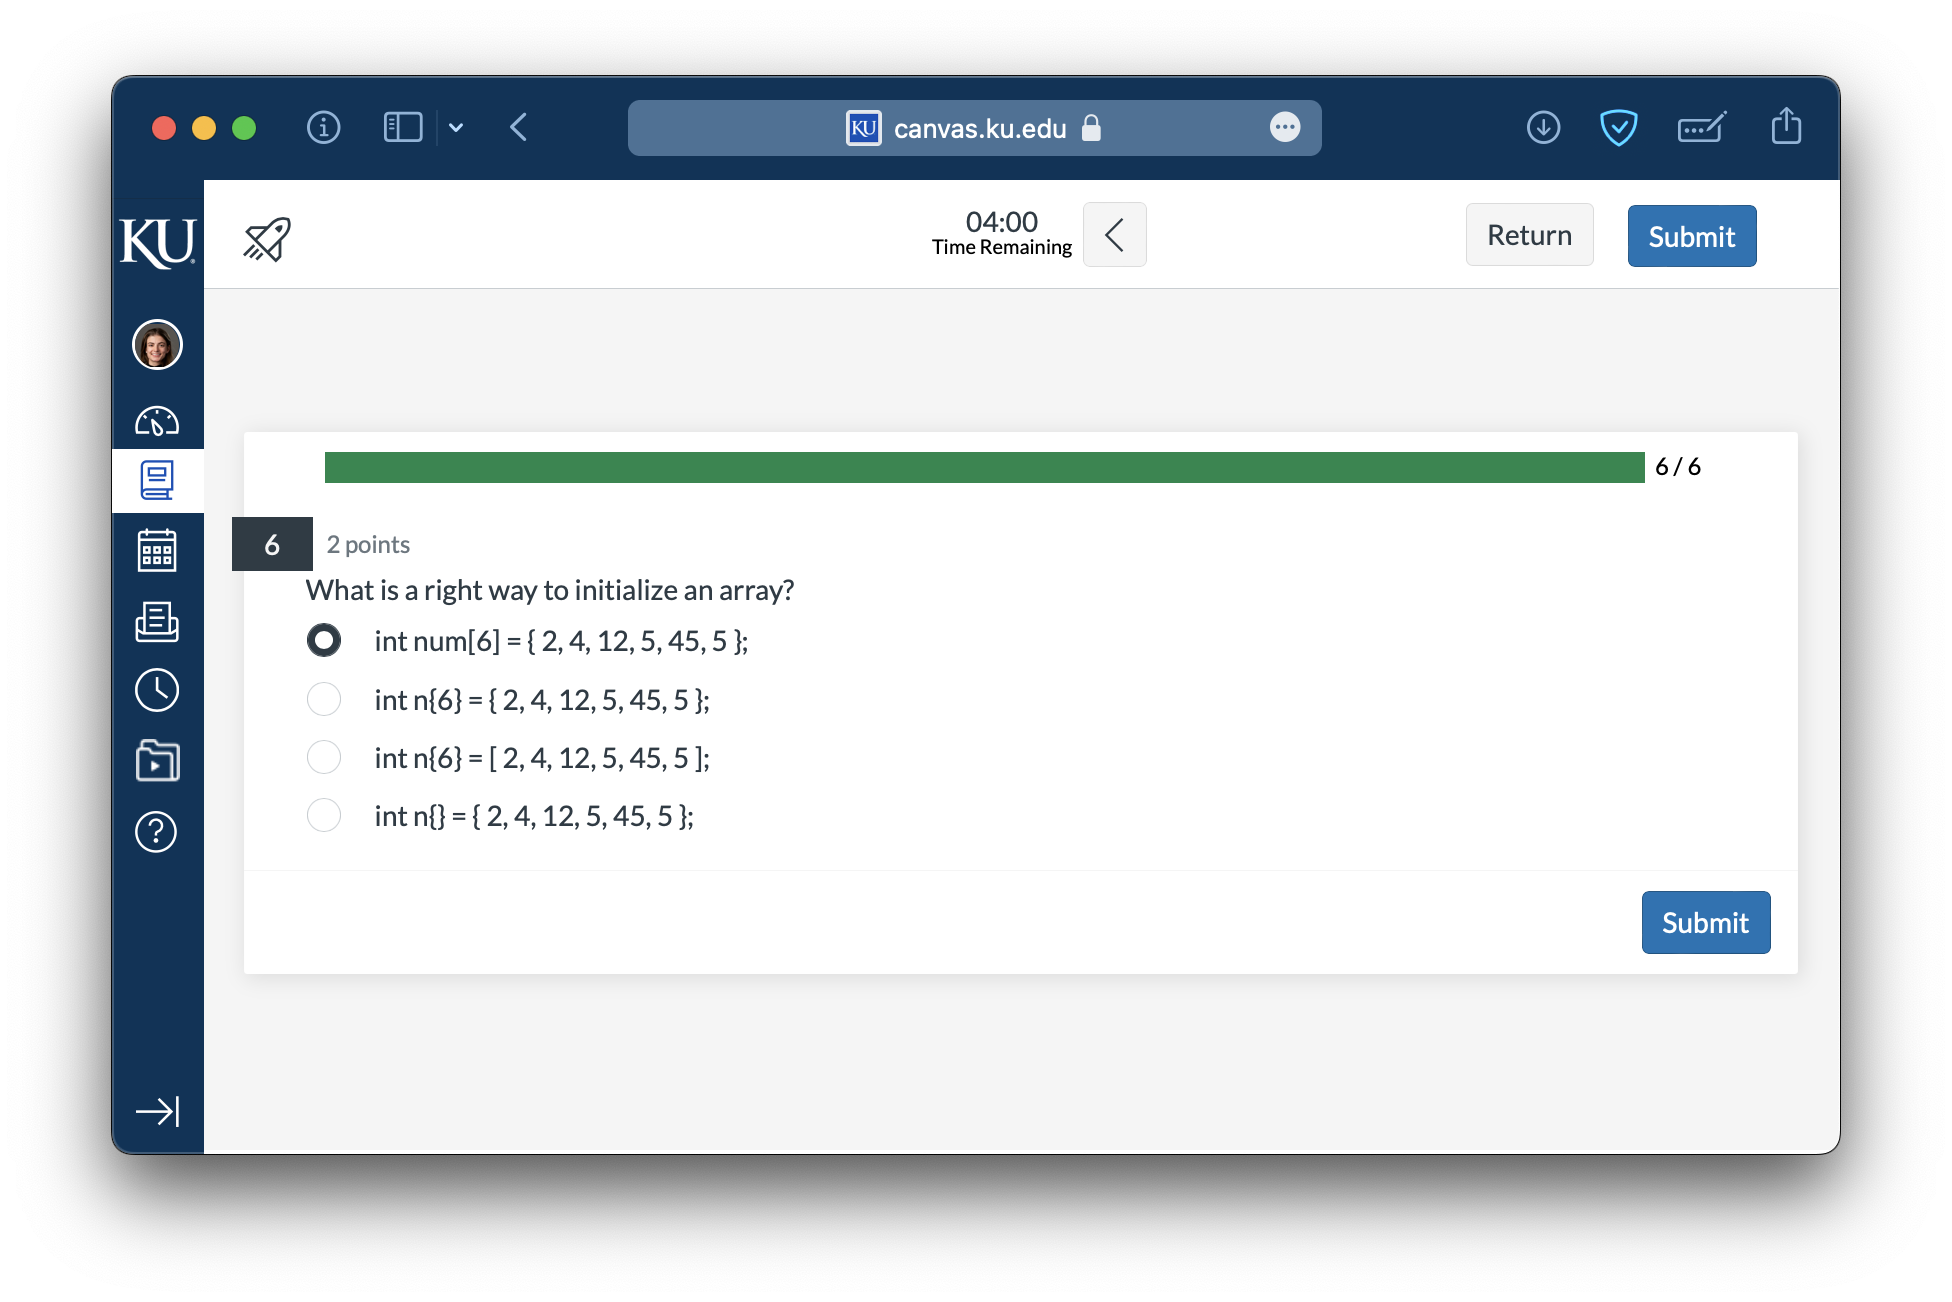 KU canvas.ku.edu
KU
04:00
Time Remaining
Return
Submit
6 / 6
6
2 points
What is a right way to initialize an array?
int num[6] = { 2, 4, 12, 5, 45, 5 };
int n{6} = { 2, 4, 12, 5, 45, 5 };
int n{6} = [ 2, 4, 12, 5, 45, 5 ];
int n{} = { 2, 4, 12, 5, 45, 5 };
Submit